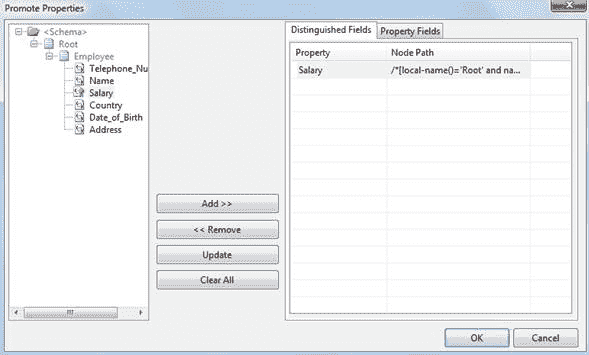 Promote Properties
<Schema>
Root
Employee
Telephone_Nu
Name
Salary
Country
Date_of_Birth
Address
Add >>
<< Remove
Update
Clear All
Distinguished Fields
Property Fields
Property Node Path
Salary /*[local-name()='Root' and na...
OK
Cancel